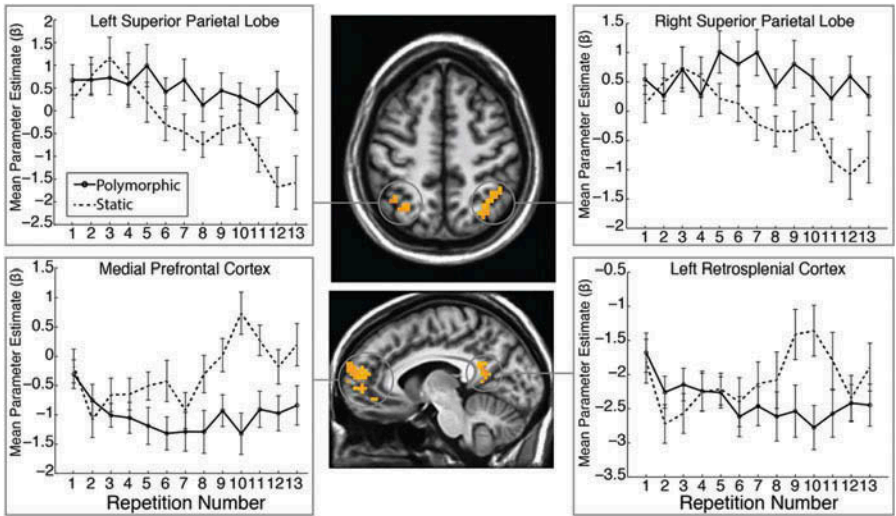 Left Superior Parietal Lobe
Mean Parameter Estimate (β)
2
1.5
1
0.5
0
−0.5
−1
−1.5
−2
−2.5
Polymorphic
Static
1 2 3 4 5 6 7 8 9 10 11 12 13
Right Superior Parietal Lobe
Mean Parameter Estimate (β)
1.5
1
0.5
0
−0.5
−1
−1.5
−2
1 2 3 4 5 6 7 8 9 10 11 12 13
Medial Prefrontal Cortex
Mean Parameter Estimate (β)
1.5
1
0.5
0
−0.5
−1
−1.5
−2
1 2 3 4 5 6 7 8 9 10 11 12 13
Repetition Number
Left Retrosplenial Cortex
Mean Parameter Estimate (β)
−0.5
−1
−1.5
−2
−2.5
−3
−3.5
1 2 3 4 5 6 7 8 9 10 11 12 13
Repetition Number